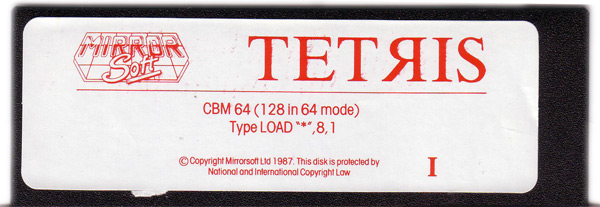 MIRROR
Soft
TETЯIS
CBM 64 (128 in 64 mode)
Type LOAD "*",8,1
© Copyright Mirrorsoft Ltd 1987. This disk is protected by
National and International Copyright Law
I